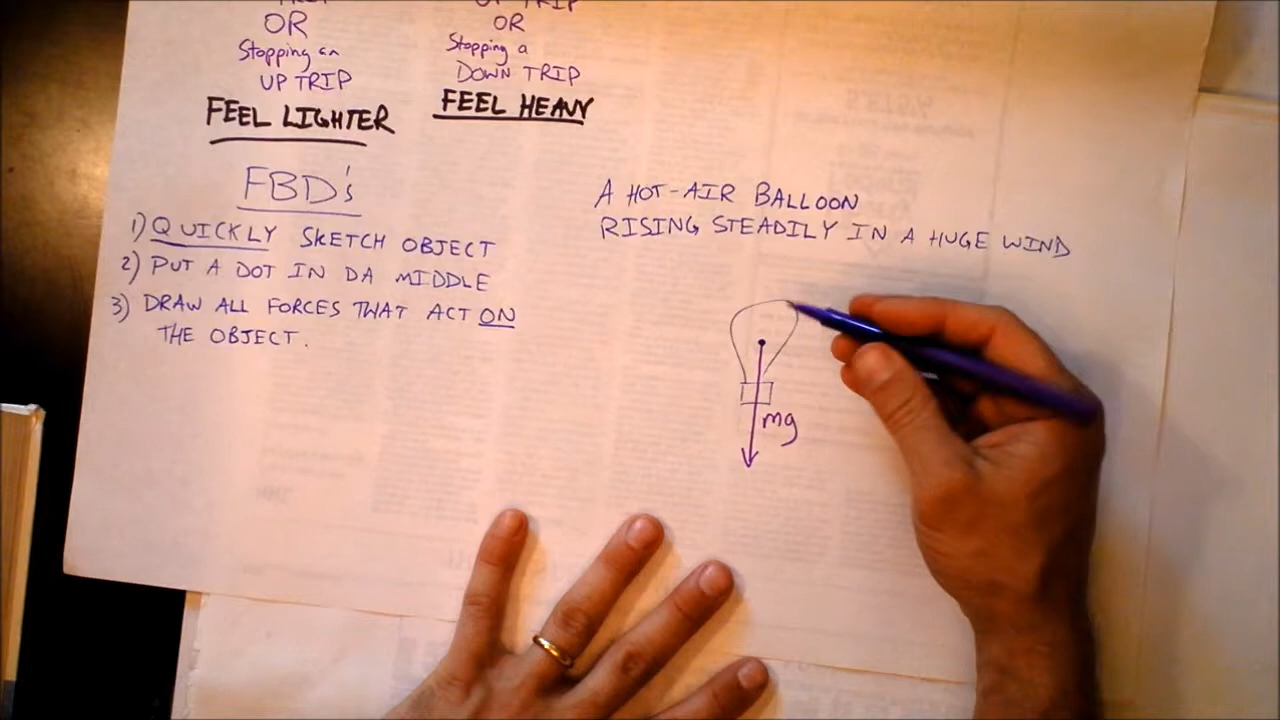 OR
Stopping an
UP TRIP
FEEL LIGHTER
UP TRIP
OR
Stopping a
DOWN TRIP
FEEL HEAVY
FBD's
1) QUICKLY SKETCH OBJECT
2) PUT A DOT IN DA MIDDLE
3) DRAW ALL FORCES THAT ACT ON
THE OBJECT.
A HOT-AIR BALLOON
RISING STEADILY IN A HUGE WIND
mg